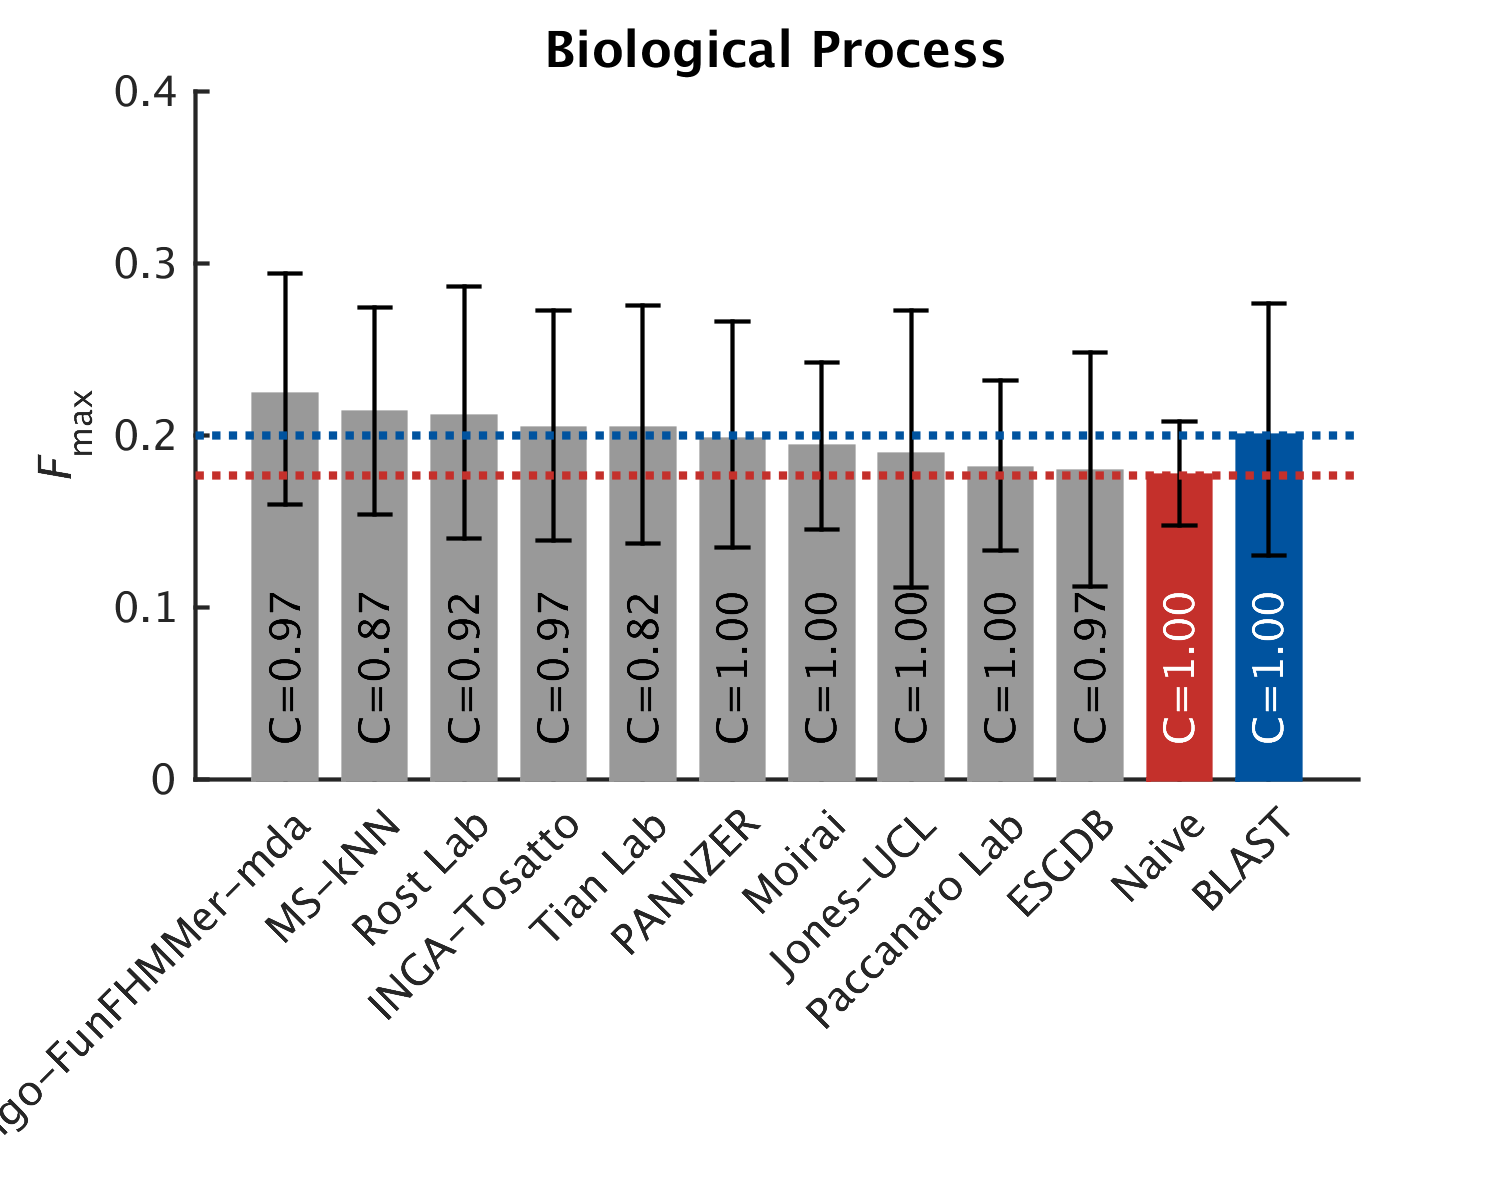 Biological Process
0.4
0.3
0.2
0.1
0
Fmax
C=0.97
C=0.87
C=0.92
C=0.97
C=0.82
C=1.00
C=1.00
C=1.00
C=1.00
C=0.97
C=1.00
C=1.00
go-FunFHMMer-mda
MS-kNN
Rost Lab
INGA-Tosatto
Tian Lab
PANNZER
Moirai
Jones-UCL
Paccanaro Lab
ESGDB
Naive
BLAST